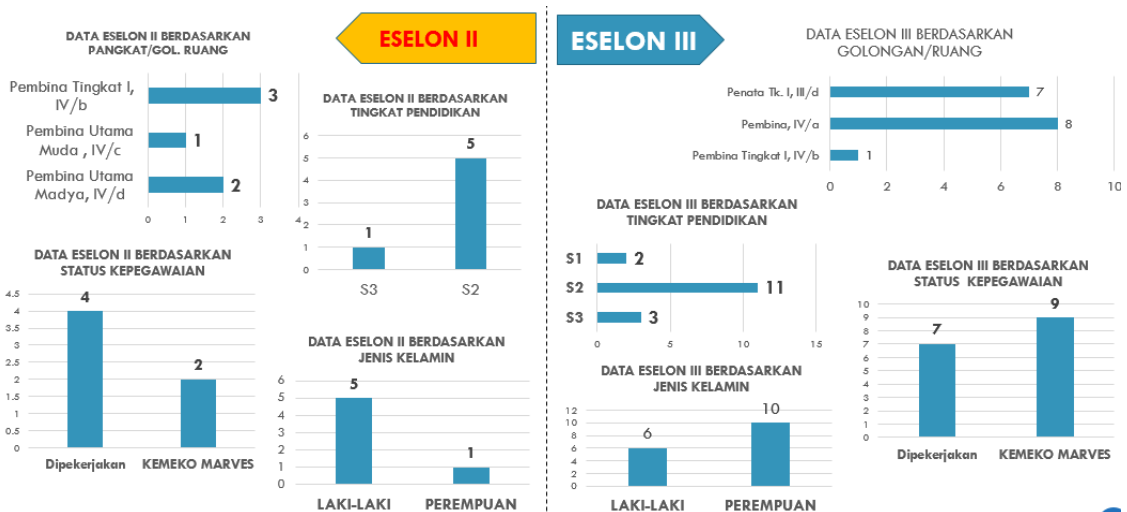 ESELON II
DATA ESELON II BERDASARKAN
PANGKAT/GOL. RUANG
Pembina Tingkat I,
IV/b
3
Pembina Utama
Muda , IV/c
1
Pembina Utama
Madya, IV/d
2
0 1 2 3 4
DATA ESELON II BERDASARKAN
TINGKAT PENDIDIKAN
6
5
4
3
2
1
0
1
5
S3 S2
DATA ESELON II BERDASARKAN
STATUS KEPEGAWAIAN
4.5
4
3.5
3
2.5
2
1.5
1
0.5
0
4
2
Dipekerjakan KEMEKO MARVES
DATA ESELON II BERDASARKAN
JENIS KELAMIN
6
5
4
3
2
1
0
5
1
LAKI-LAKI PEREMPUAN
ESELON III
DATA ESELON III BERDASARKAN
GOLONGAN/RUANG
Penata Tk. I, III/d
7
Pembina, IV/a
8
Pembina Tingkat I, IV/b
1
0 2 4 6 8 10
DATA ESELON III BERDASARKAN
TINGKAT PENDIDIKAN
S1
2
S2
11
S3
3
0 5 10 15
DATA ESELON III BERDASARKAN
STATUS KEPEGAWAIAN
10
9
8
7
6
5
4
3
2
1
0
7
9
Dipekerjakan KEMEKO MARVES
DATA ESELON III BERDASARKAN
JENIS KELAMIN
12
10
8
6
4
2
0
6
10
LAKI-LAKI PEREMPUAN